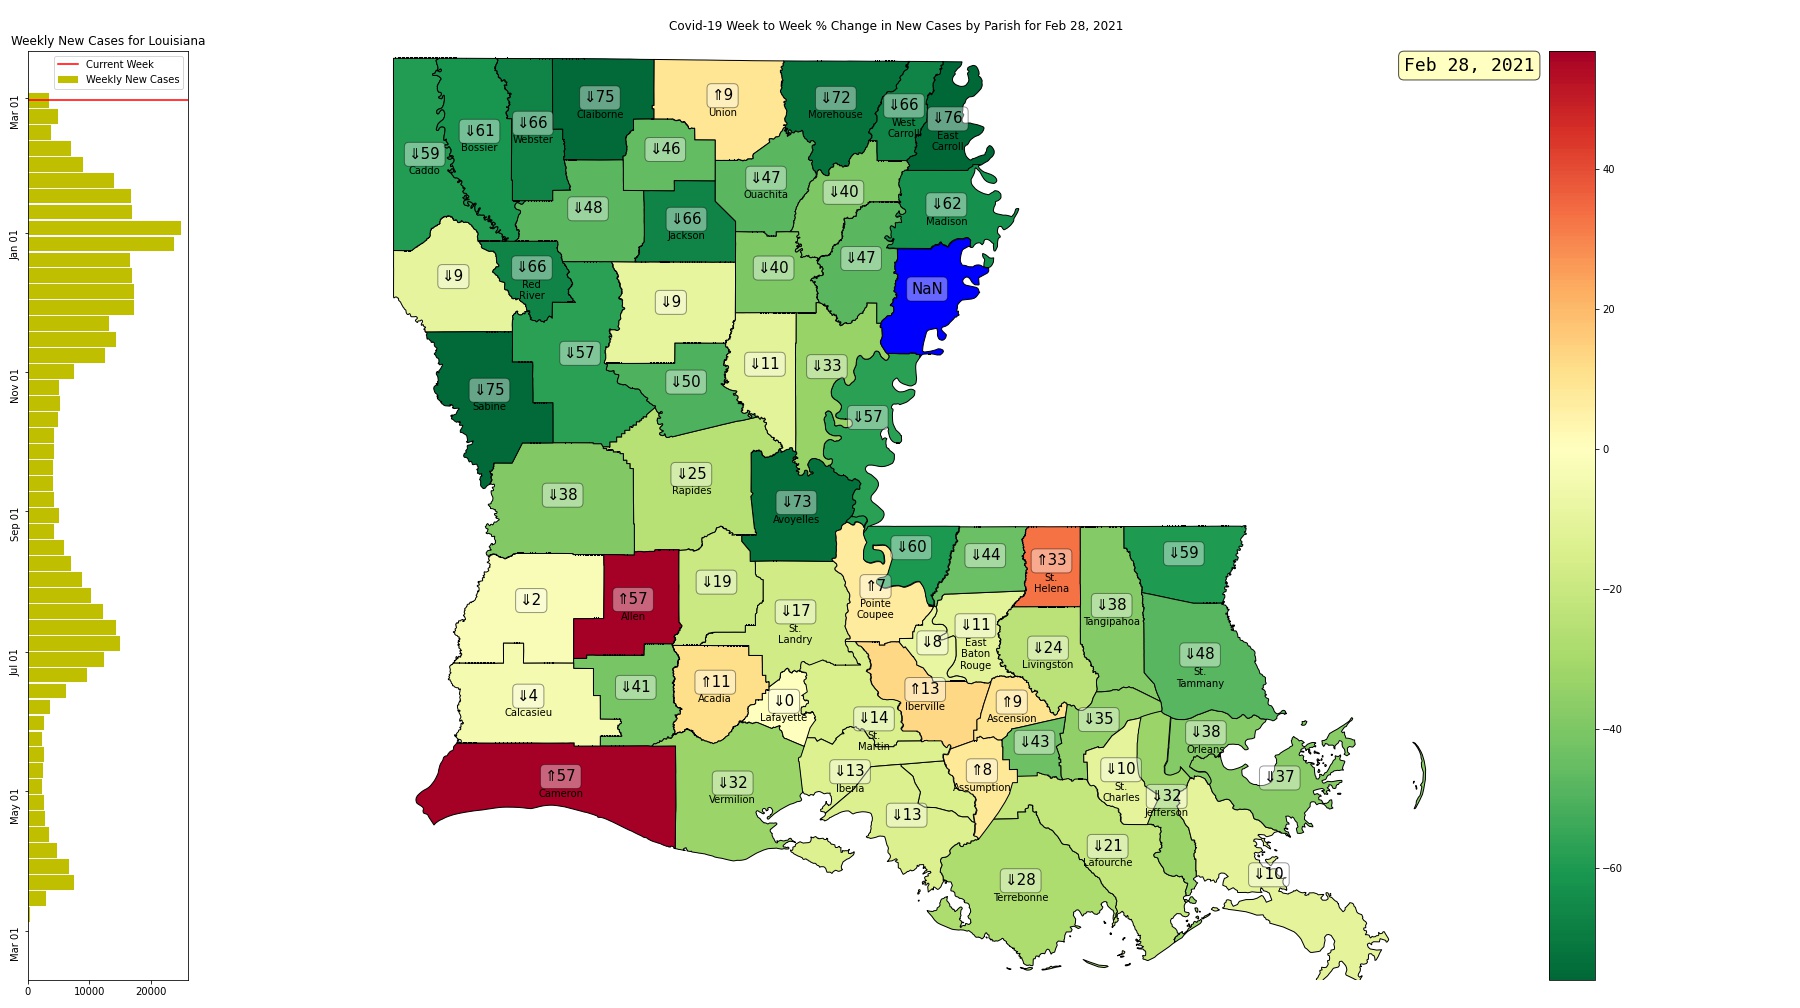 Covid-19 Week to Week % Change in New Cases by Parish for Feb 28, 2021
Weekly New Cases for Louisiana
Current Week
Weekly New Cases
Mar 01
Jan 01
Nov 01
Sep 01
Jul 01
May 01
Mar 01
0 10000 20000
Feb 28, 2021
40
20
0
−20
−40
−60
⇓59
Caddo
⇓61
Bossier
⇓66
Webster
⇓75
Claiborne
⇑9
Union
⇓72
Morehouse
⇓66
West
Carroll
⇓76
East
Carroll
⇓46
⇓47
Ouachita
⇓40
⇓62
Madison
⇓48
⇓66
Jackson
⇓9
⇓66
Red
River
⇓9
⇓40
⇓47
NaN
⇓57
⇓50
⇓11
⇓33
⇓57
⇓75
Sabine
⇓38
⇓25
Rapides
⇓73
Avoyelles
⇓2
⇑57
Allen
⇓19
⇓17
St.
Landry
⇑7
Pointe
Coupee
⇓60
⇓44
⇑33
St.
Helena
⇓38
Tangipahoa
⇓59
⇓8
⇓11
East
Baton
Rouge
⇓24
Livingston
⇓48
St.
Tammany
⇓4
Calcasieu
⇓41
⇑11
Acadia
⇓0
Lafayette
⇓14
St.
Martin
⇑13
Iberville
⇑9
Ascension
⇓35
⇓43
⇓38
Orleans
⇑57
Cameron
⇓32
Vermilion
⇓13
Iberia
⇓13
⇑8
Assumption
⇓10
St.
Charles
⇓32
Jefferson
⇓37
⇓21
Lafourche
⇓28
Terrebonne
⇓10